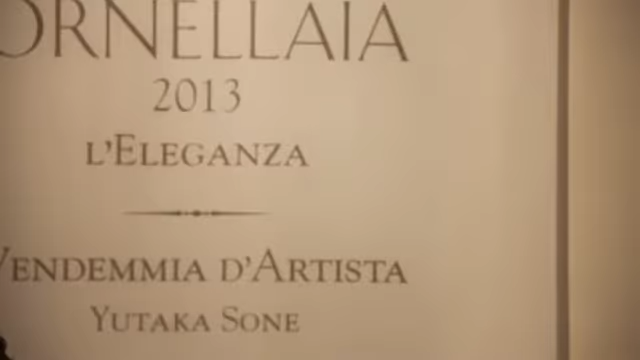 ORNELLAIA
2013
L'ELEGANZA
VENDEMMIA D'ARTISTA
YUTAKA SONE